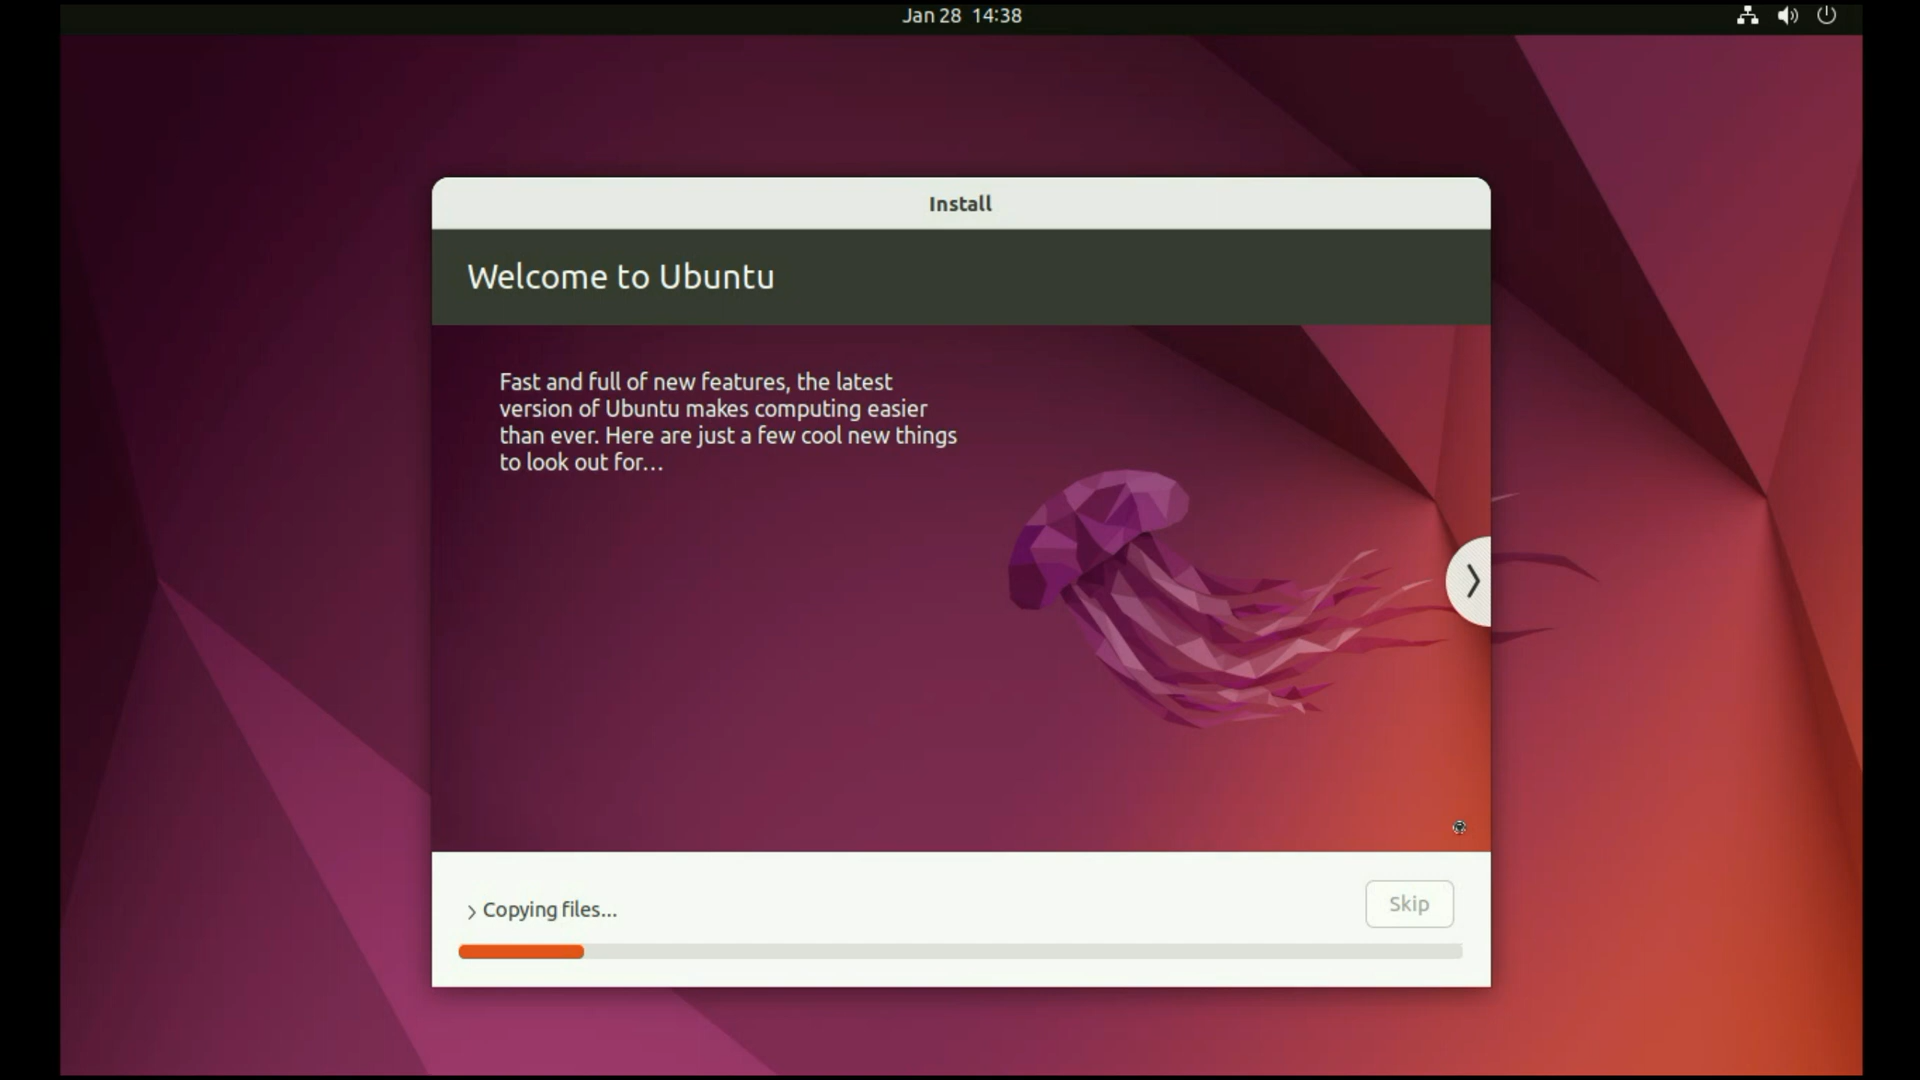 Jan 28 14:38
Install
Welcome to Ubuntu
Fast and full of new features, the latest
version of Ubuntu makes computing easier
than ever. Here are just a few cool new things
to look out for...
Copying files...
Skip